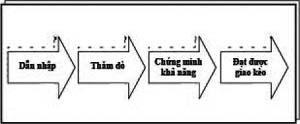 Dẫn nhập
Thăm dò
Chứng minh
khả năng
Đạt được
giao kèo